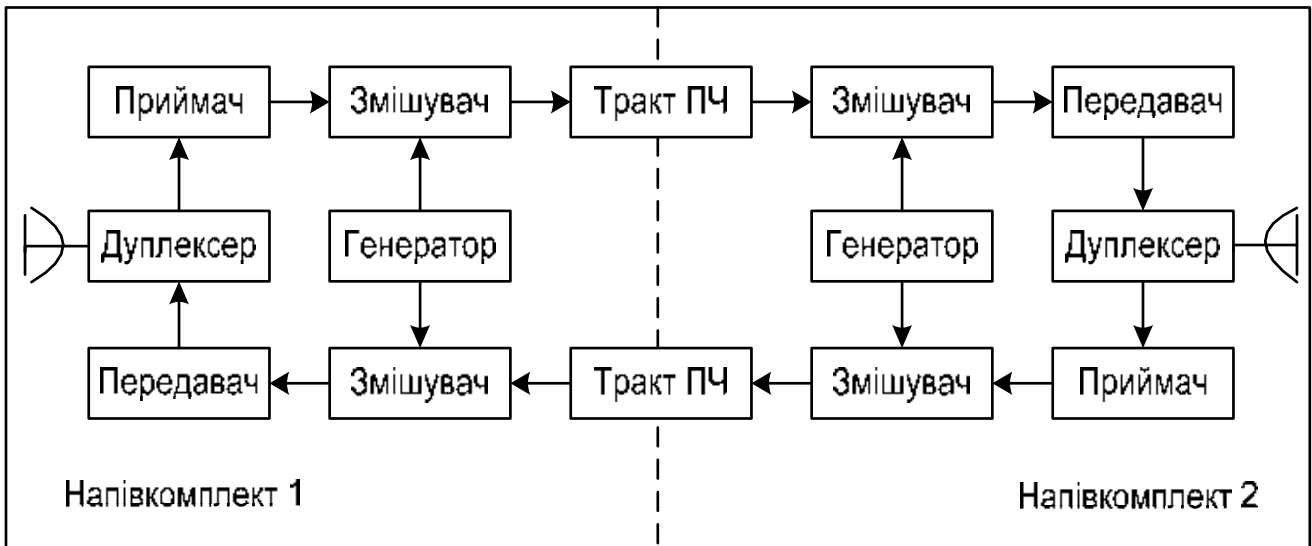 Приймач
Змішувач
Тракт ПЧ
Змішувач
Передавач
Дуплексер
Генератор
Генератор
Дуплексер
Передавач
Змішувач
Тракт ПЧ
Змішувач
Приймач
Напівкомплект 1
Напівкомплект 2